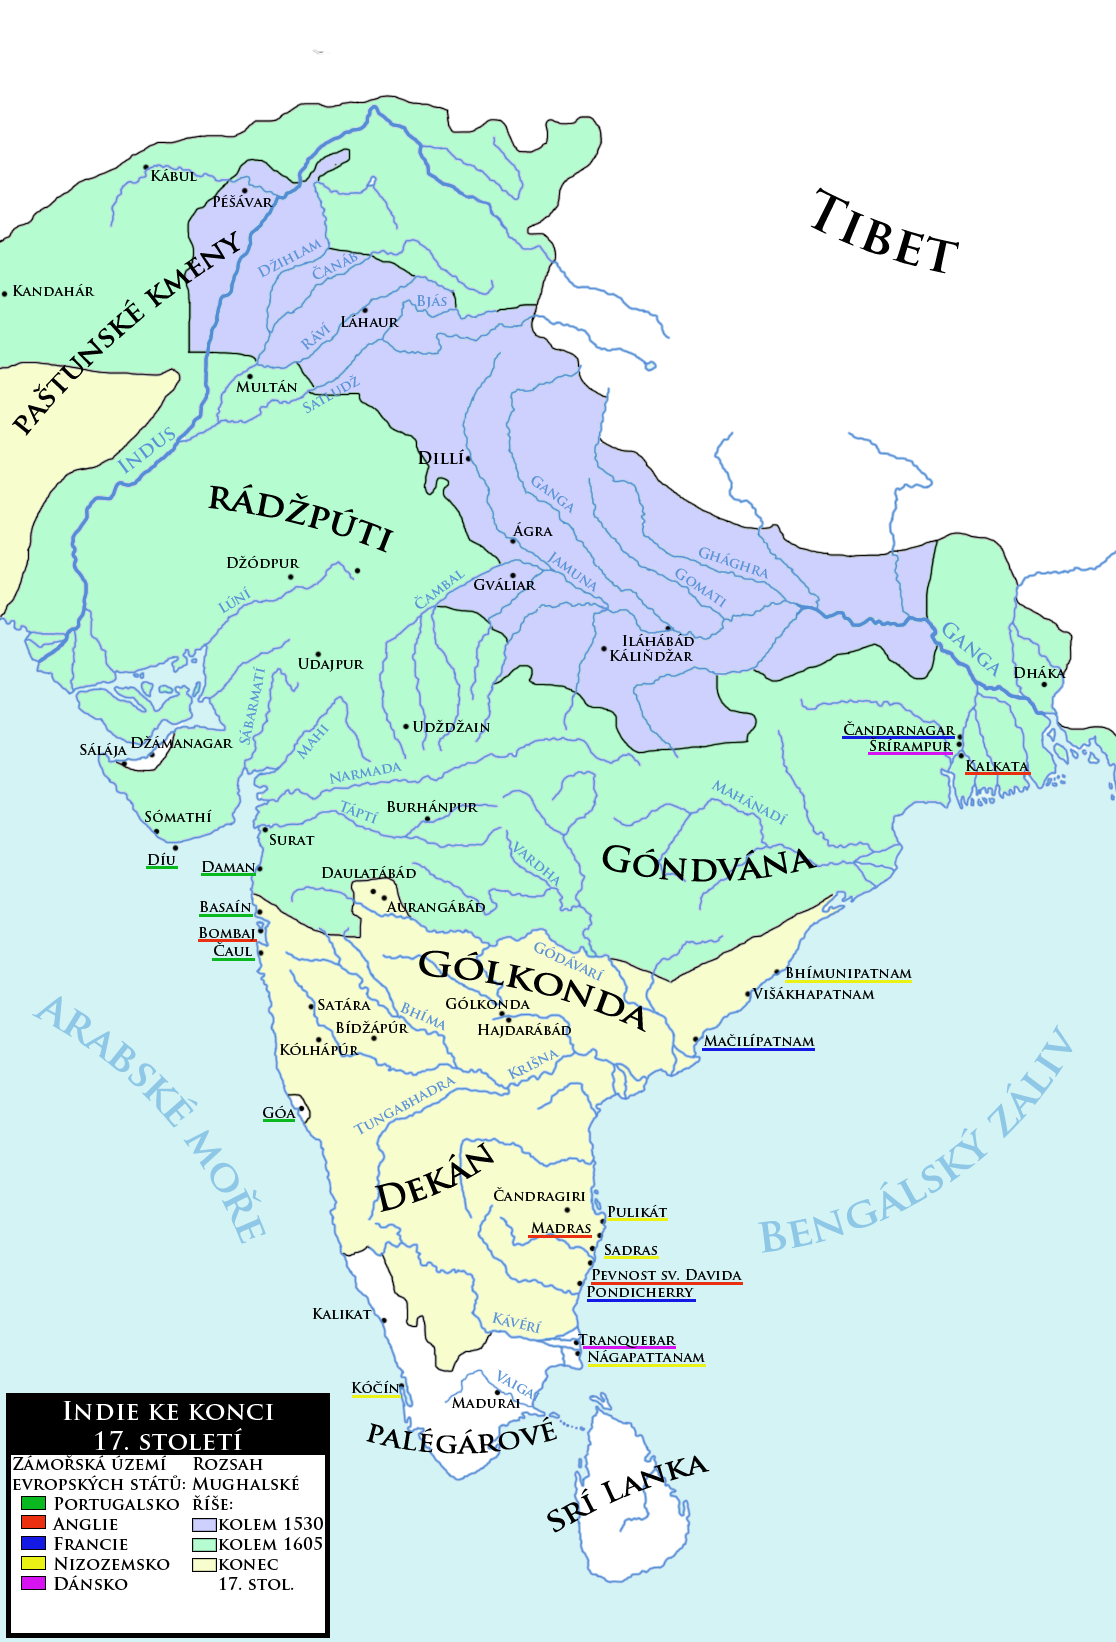 Tibet
Kábul
Péšávar
Kandahár
Paštunské kmeny
Džihlam
Čanáb
Bjás
Láhaur
Ráví
Multán
Satludž
Indus
Dillí
Rádžpúti
Ganga
Ágra
Džódpur
Jamuna
Ghághra
Gomati
Gváliar
Čambal
Lúní
Iláhábád
Káliňdžar
Ganga
Udajpur
Dháka
Sábarmatí
Udždžain
Čandarnagar
Mahi
Sálája
Džámanagar
Srírampur
Kalkata
Narmada
Mahánadí
Burhánpur
Táptí
Sómathí
Surat
Góndvána
Díu
Daman
Vardha
Daulatábád
Basaín
Aurangábád
Bombaj
Čaul
Gólkonda
Gódávarí
Bhímunipatnam
Višákhapatnam
Satára
Bhíma
Gólkonda
Bídžápúr
Hajdarábád
Kólhápúr
Mačilípatnam
Krišna
Arabské moře
Tungabhadra
Góa
Bengálský záliv
Dekán
Čandragiri
Pulikát
Madras
Sadras
Pevnost sv. Davida
Pondicherry
Kalikat
Kávérí
Tranquebar
Nágapattanam
Kóčín
Vaigai
Madurai
Palégárové
Srí Lanka
Indie ke konci
17. století
Zámořská území
evropských států:
Portugalsko
Anglie
Francie
Nizozemsko
Dánsko
Rozsah
Mughalské
říše:
kolem 1530
kolem 1605
konec
17. stol.